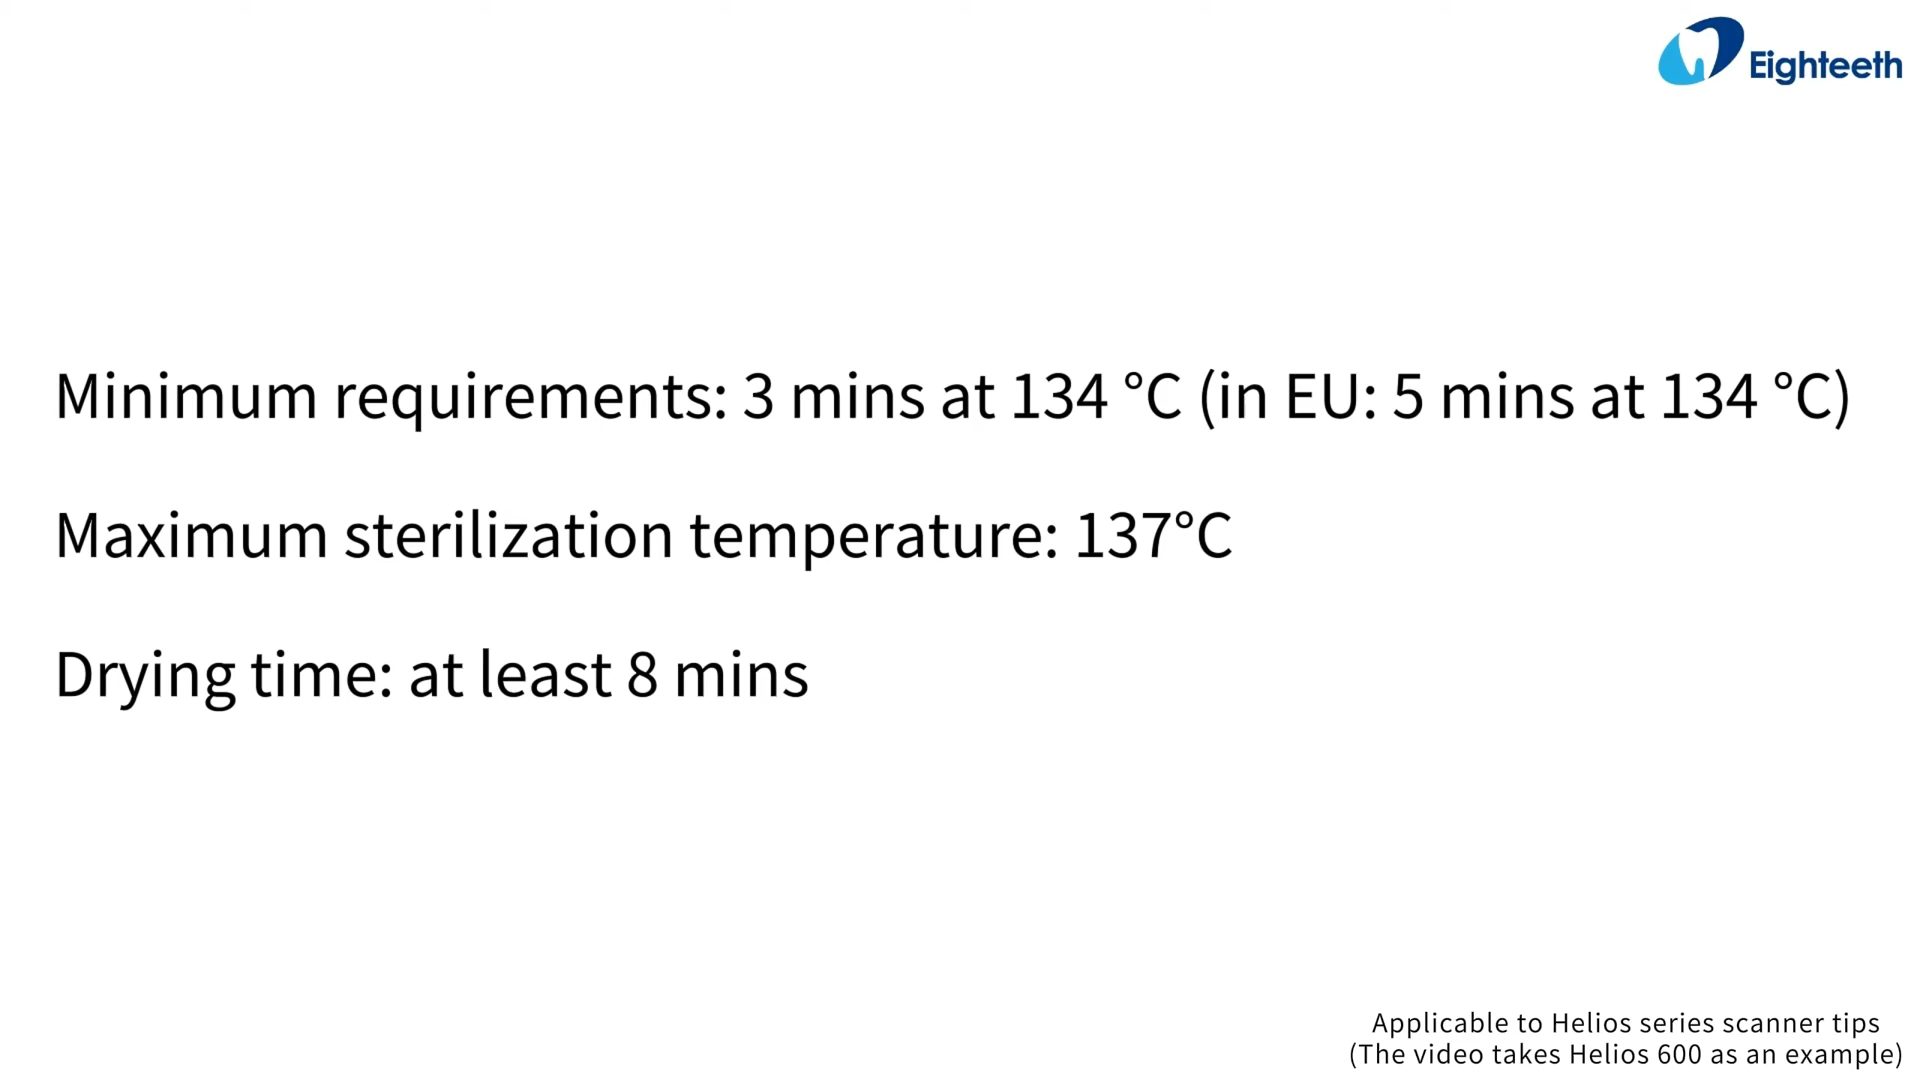 Eighteeth
Minimum requirements: 3 mins at 134 °C (in EU: 5 mins at 134 °C)
Maximum sterilization temperature: 137°C
Drying time: at least 8 mins
Applicable to Helios series scanner tips
(The video takes Helios 600 as an example)